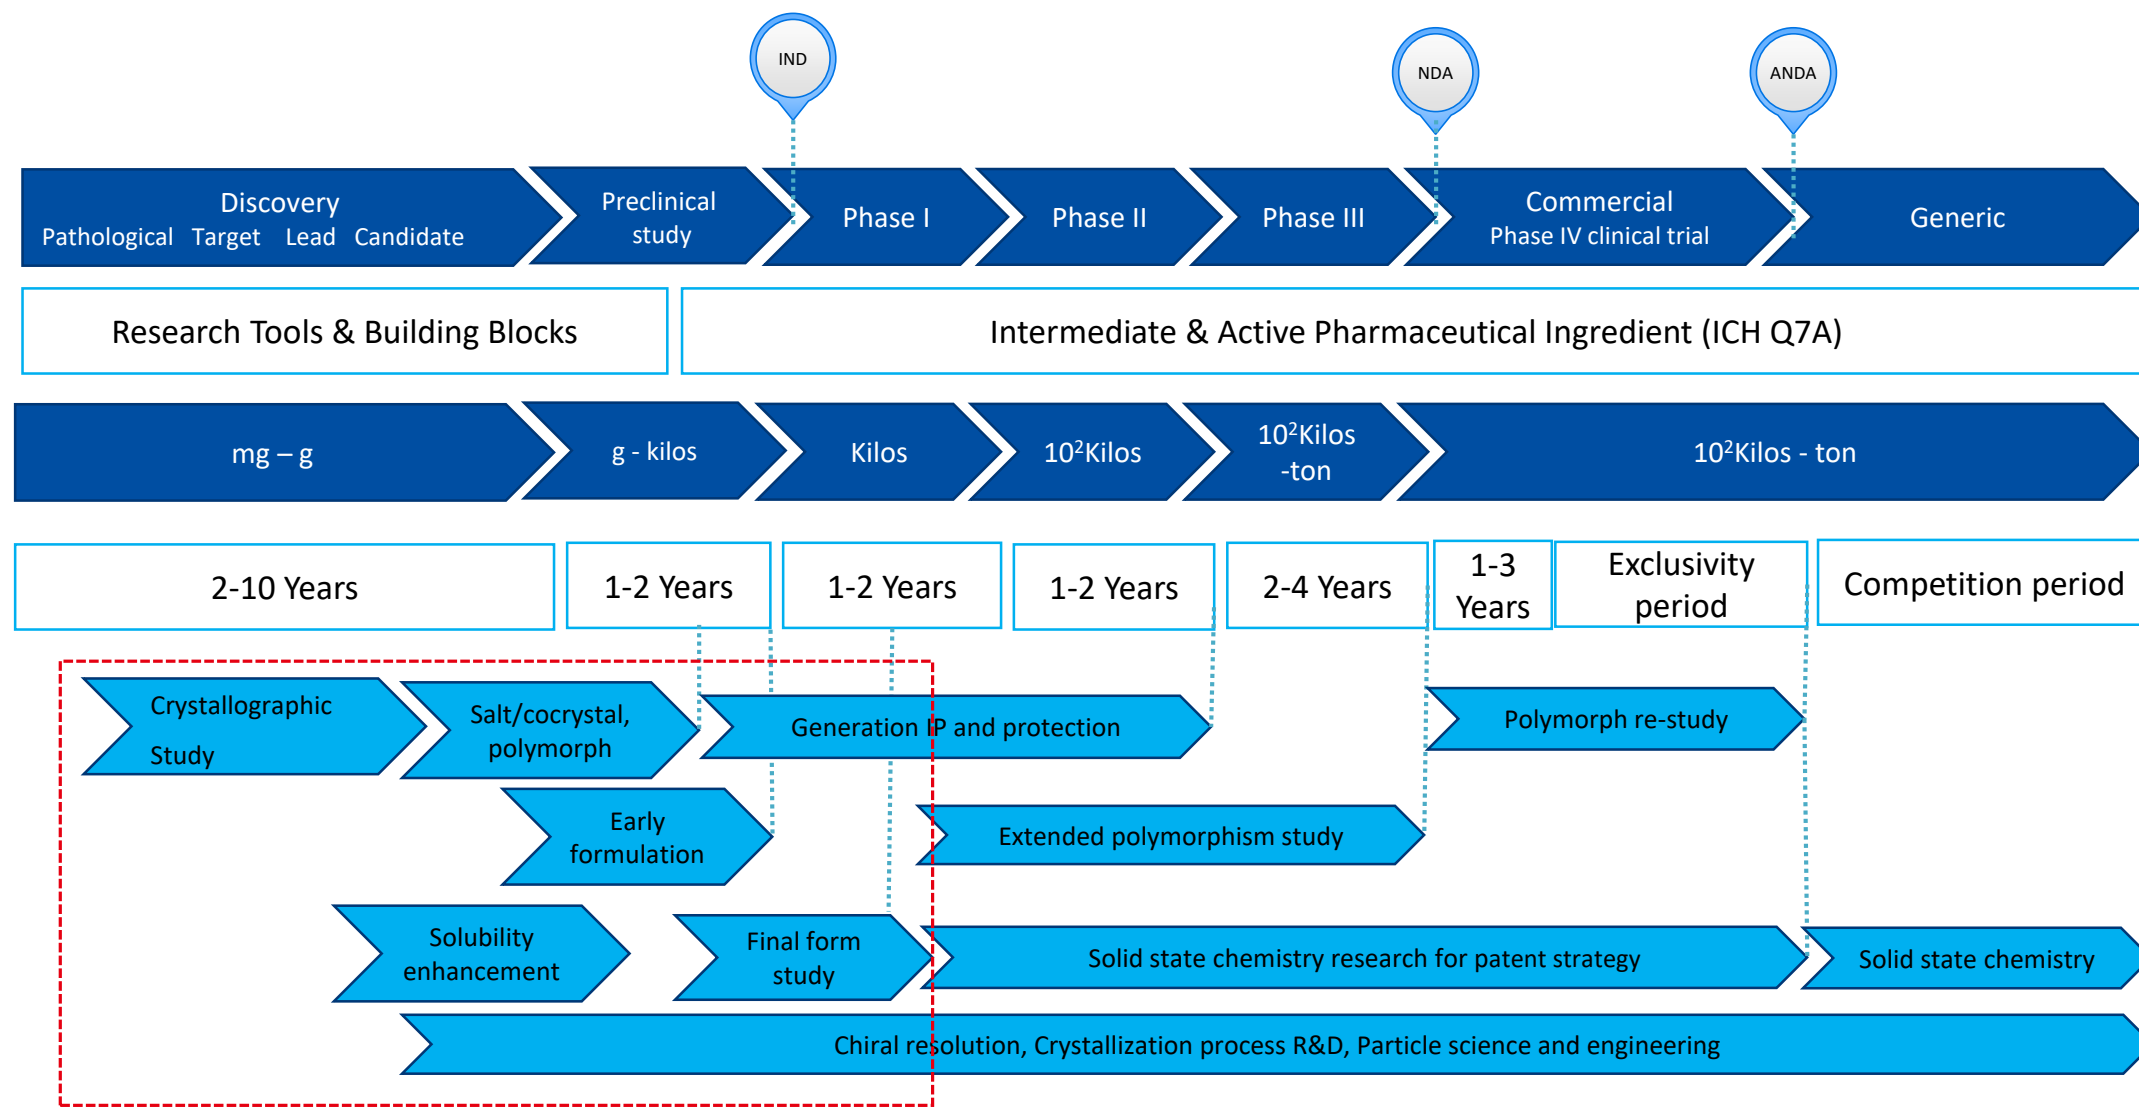 IND
NDA
ANDA
Discovery
Pathological Target Lead Candidate
Preclinical
study
Phase I
Phase II
Phase III
Commercial
Phase IV clinical trial
Generic
Research Tools & Building Blocks
Intermediate & Active Pharmaceutical Ingredient (ICH Q7A)
mg – g
g - kilos
Kilos
10²Kilos
10²Kilos
-ton
10²Kilos - ton
2-10 Years
1-2 Years
1-2 Years
1-2 Years
2-4 Years
1-3
Years
Exclusivity
period
Competition period
Crystallographic
Study
Salt/cocrystal,
polymorph
Generation IP and protection
Polymorph re-study
Early
formulation
Extended polymorphism study
Solubility
enhancement
Final form
study
Solid state chemistry research for patent strategy
Solid state chemistry
Chiral resolution, Crystallization process R&D, Particle science and engineering